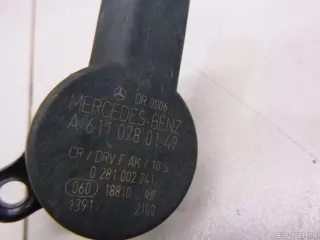 DR 0006
MERCEDES-BENZ
A 611 078 01 49
CR / DRV F AK / 10 S
0 281 002 241
060 18810
1391 2100